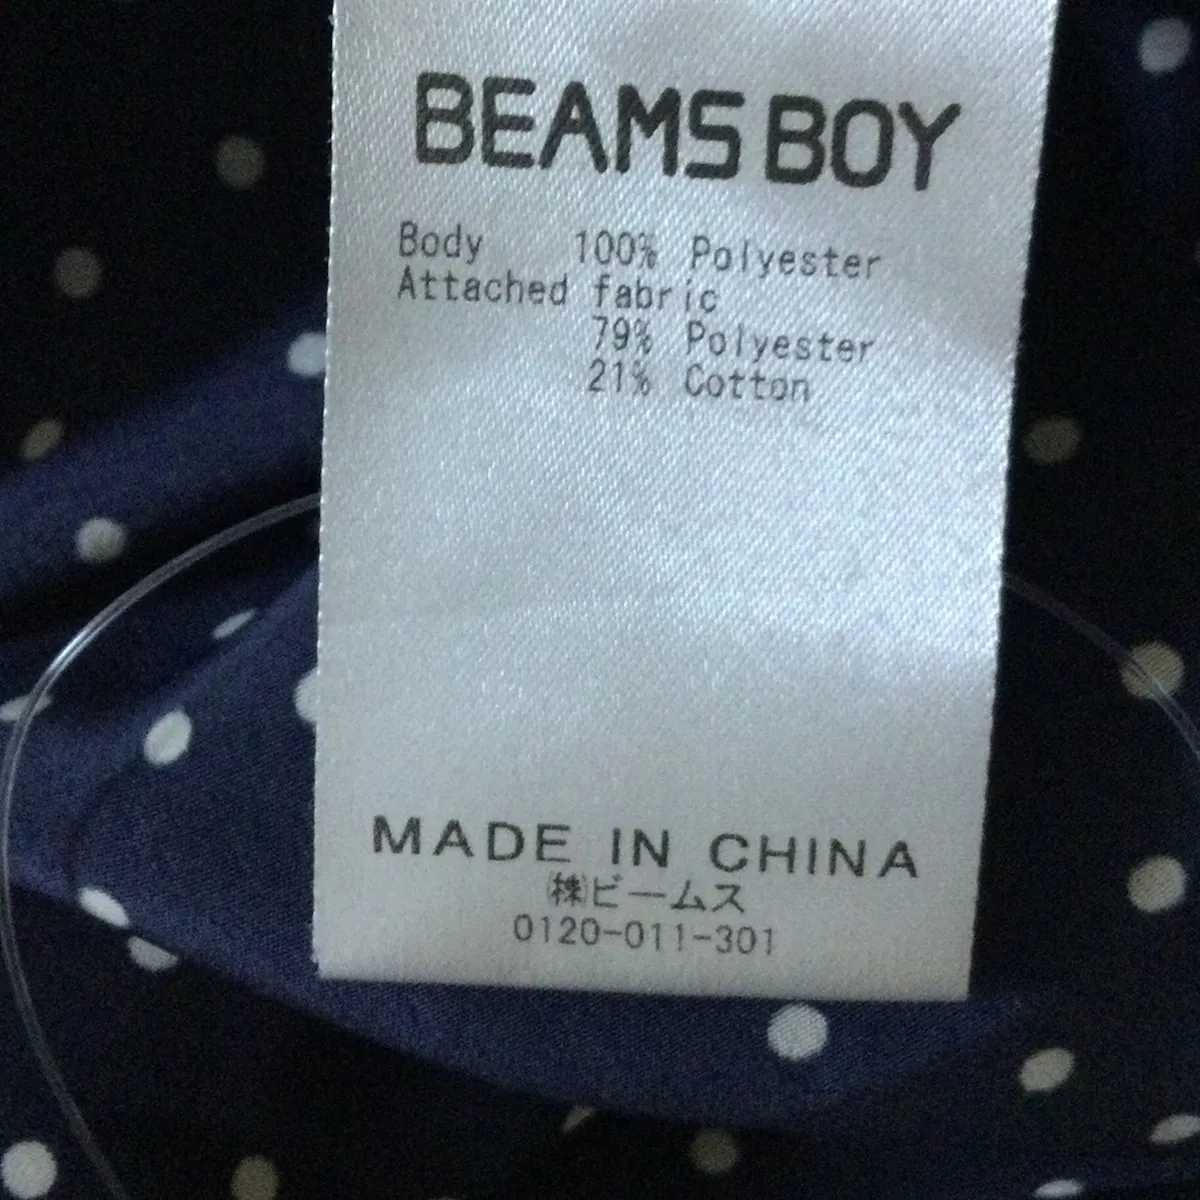 BEAMS BOY
Body 100% Polyester
Attached fabric
79% Polyester
21% Cotton
MADE IN CHINA
㈱ビームス
0120-011-301